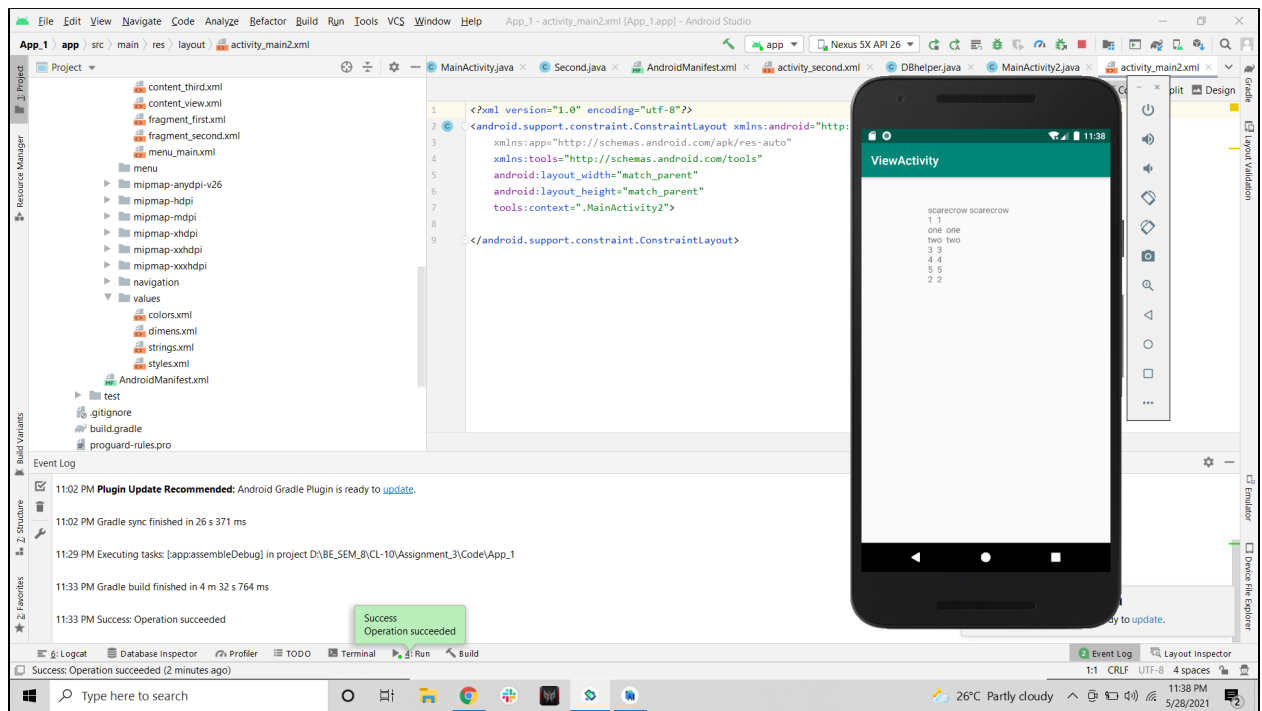 File Edit View Navigate Code Analyze Refactor Build Run Tools VCS Window Help App_1 - activity_main2.xml [App_1.app] - Android Studio
App_1 app src main res layout activity_main2.xml app Nexus 5X API 26
Project MainActivity.java Second.java AndroidManifest.xml activity_second.xml DBhelper.java MainActivity2.java activity_main2.xml
1: Project
Resource Manager
Build Variants
Z: Structure
2: Favorites
content_third.xml
content_view.xml
fragment_first.xml
fragment_second.xml
menu_main.xml
menu
mipmap-anydpi-v26
mipmap-hdpi
mipmap-mdpi
mipmap-xhdpi
mipmap-xxhdpi
mipmap-xxxhdpi
navigation
values
colors.xml
dimens.xml
strings.xml
styles.xml
AndroidManifest.xml
test
.gitignore
build.gradle
proguard-rules.pro
Design
1 <?xml version="1.0" encoding="utf-8"?>
2 <android.support.constraint.ConstraintLayout xmlns:android="http:
3 xmlns:app="http://schemas.android.com/apk/res-auto"
4 xmlns:tools="http://schemas.android.com/tools"
5 android:layout_width="match_parent"
6 android:layout_height="match_parent"
7 tools:context=".MainActivity2">
8
9 </android.support.constraint.ConstraintLayout>
11:38
ViewActivity
scarecrow scarecrow
1 1
one one
two two
3 3
4 4
5 5
2 2
Gradle
Layout Validation
Emulator
Device File Explorer
Event Log
11:02 PM Plugin Update Recommended: Android Gradle Plugin is ready to update.
11:02 PM Gradle sync finished in 26 s 371 ms
11:29 PM Executing tasks: [:app:assembleDebug] in project D:\BE_SEM_8\CL-10\Assignment_3\Code\App_1
11:33 PM Gradle build finished in 4 m 32 s 764 ms
11:33 PM Success: Operation succeeded
Success
Operation succeeded
to update.
6: Logcat Database Inspector Profiler TODO Terminal 4: Run Build 2 Event Log Layout Inspector
Success: Operation succeeded (2 minutes ago) 1:1 CRLF UTF-8 4 spaces
Type here to search 26°C Partly cloudy 11:38 PM
5/28/2021
2